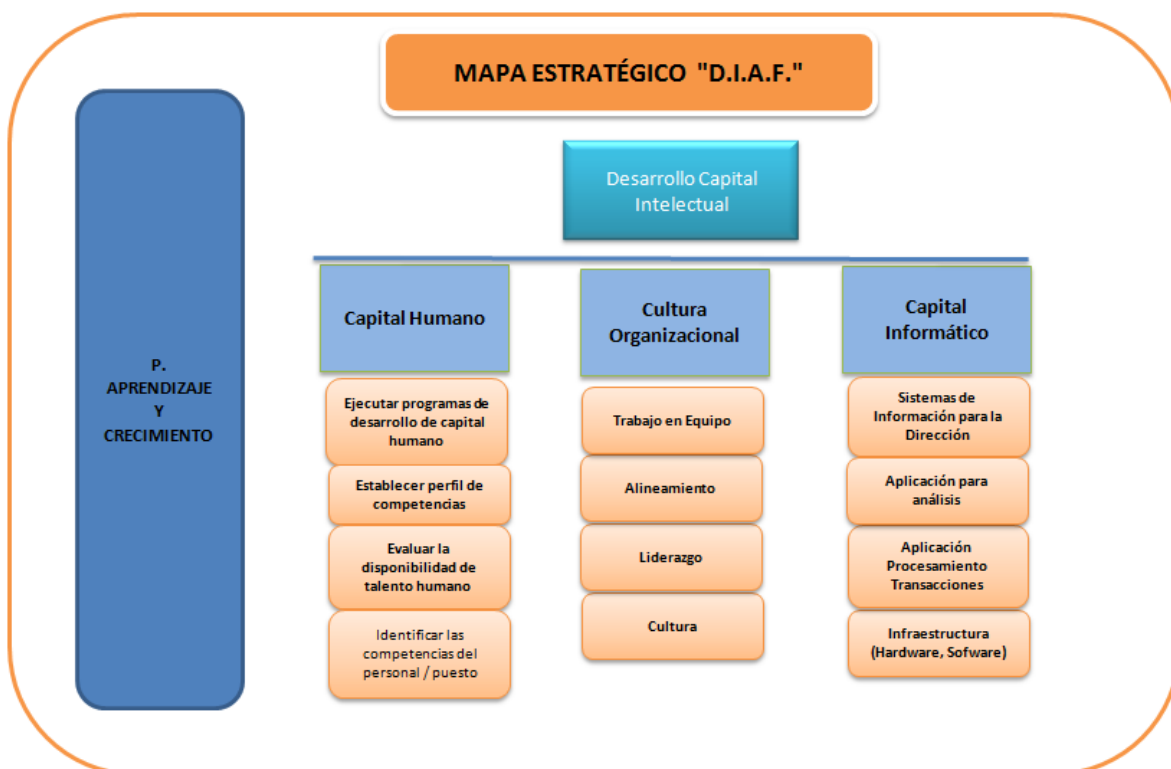 MAPA ESTRATÉGICO "D.I.A.F."
Desarrollo Capital
Intelectual
P.
APRENDIZAJE
Y
CRECIMIENTO
Capital Humano
Ejecutar programas de
desarrollo de capital
humano
Establecer perfil de
competencias
Evaluar la
disponibilidad de
talento humano
Identificar las
competencias del
personal / puesto
Cultura
Organizacional
Trabajo en Equipo
Alineamiento
Liderazgo
Cultura
Capital
Informático
Sistemas de
Información para la
Dirección
Aplicación para
análisis
Aplicación
Procesamiento
Transacciones
Infraestructura
(Hardware, Sofware)